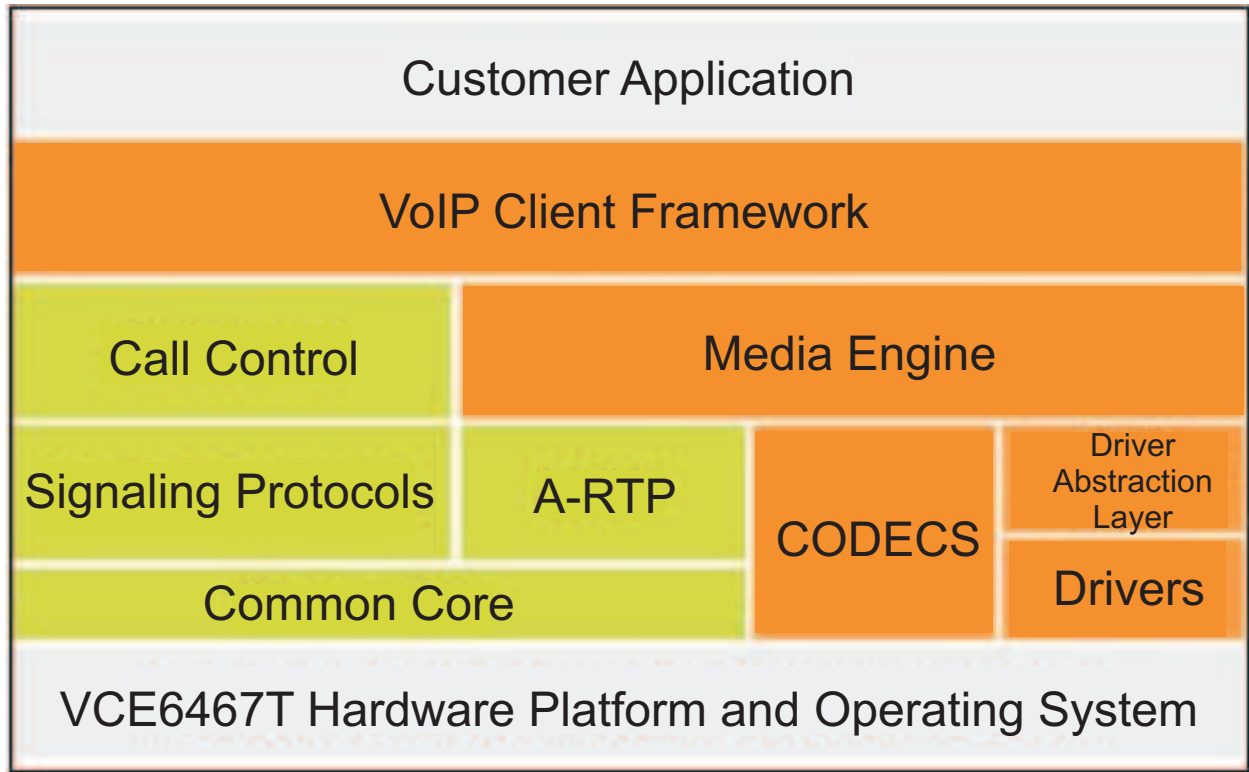 Customer Application
VoIP Client Framework
Call Control
Media Engine
Signaling Protocols
A-RTP
CODECS
Driver
Abstraction
Layer
Drivers
Common Core
VCE6467T Hardware Platform and Operating System